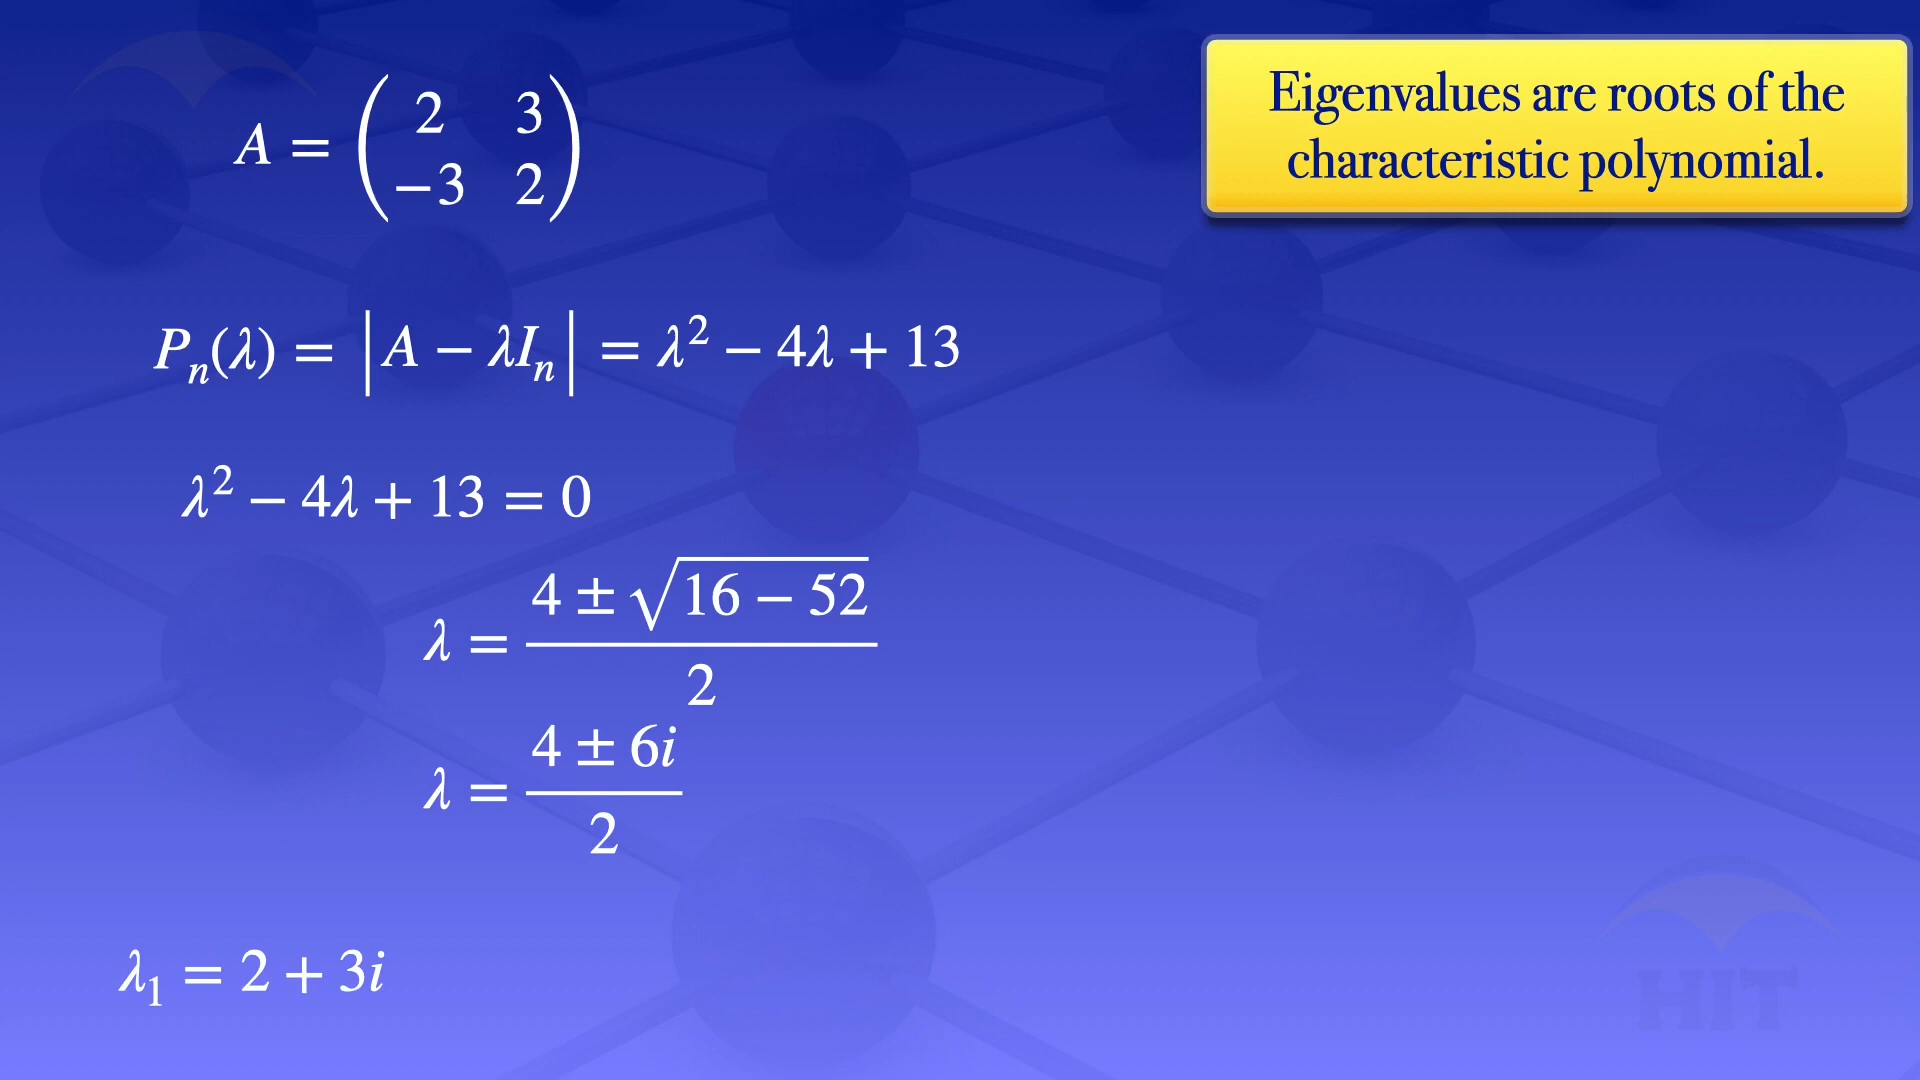 A = ( 2 3
−3 2 )
Eigenvalues are roots of the
characteristic polynomial.
Pₙ(λ) = |A − λIₙ| = λ² − 4λ + 13
λ² − 4λ + 13 = 0
λ = (4 ± √(16 − 52)) / 2
λ = (4 ± 6i) / 2
λ₁ = 2 + 3i
HIT